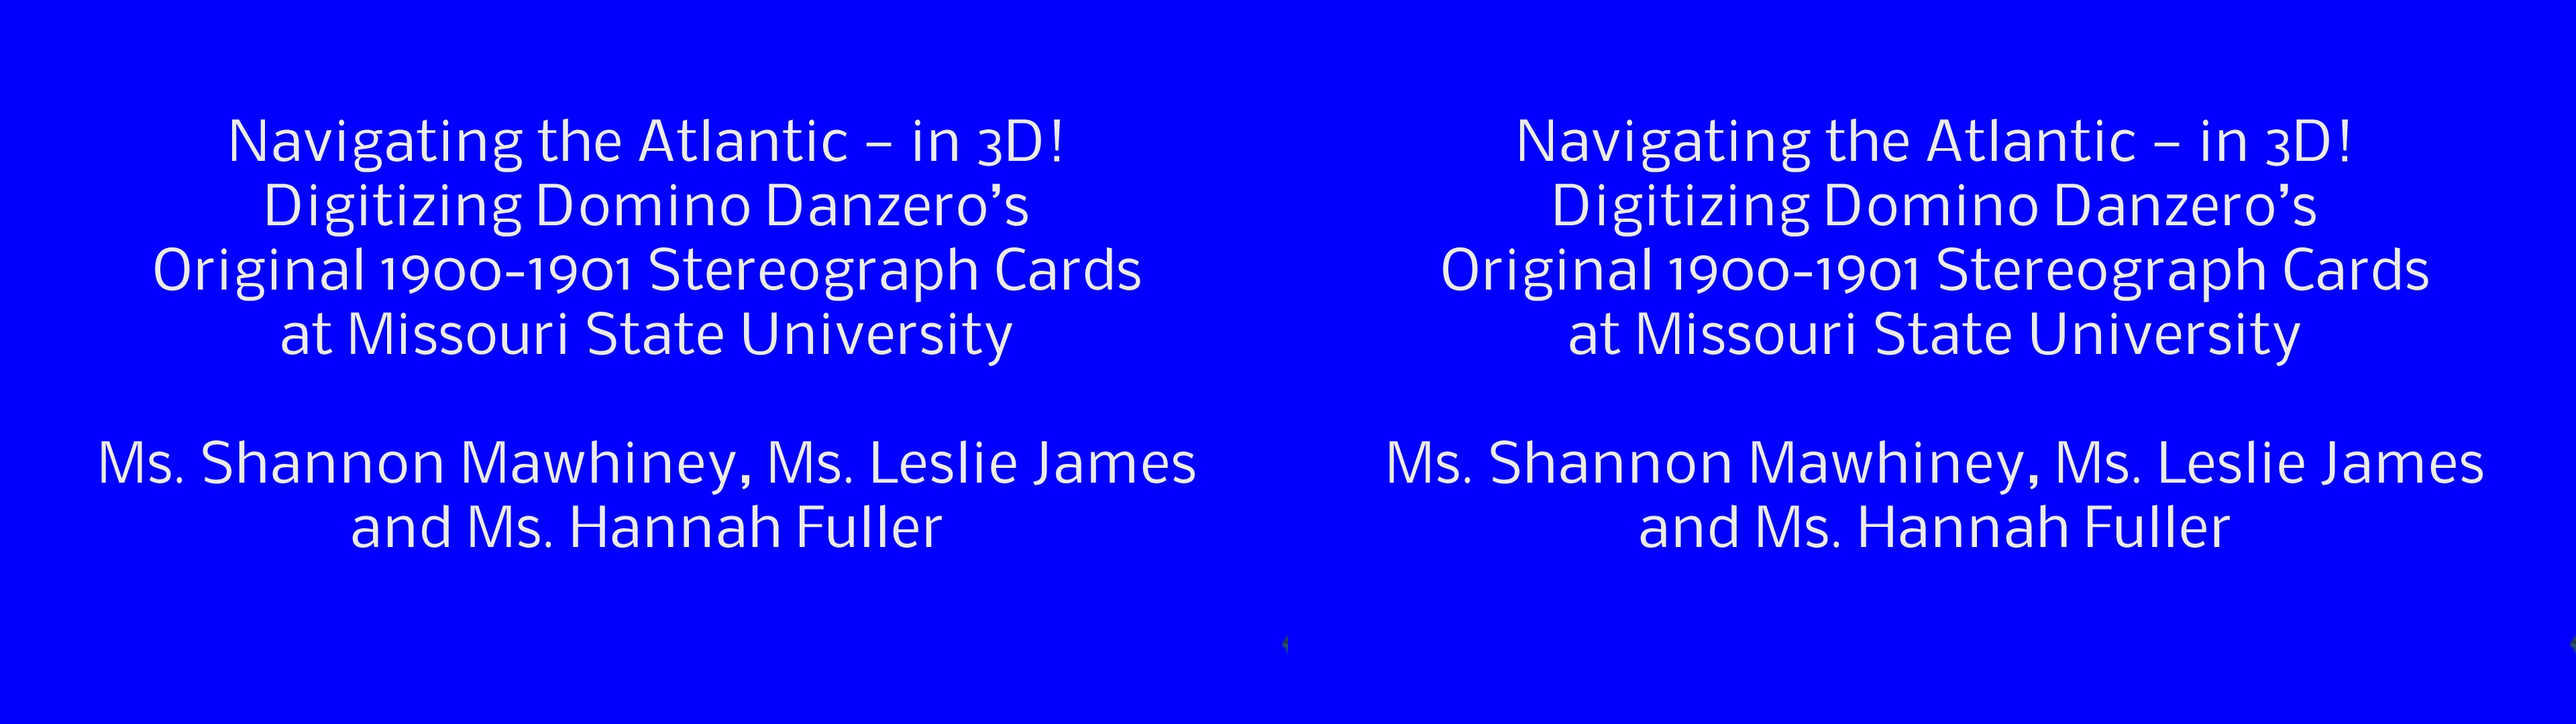 Navigating the Atlantic – in 3D!
Digitizing Domino Danzero’s
Original 1900-1901 Stereograph Cards
at Missouri State University
Ms. Shannon Mawhiney, Ms. Leslie James
and Ms. Hannah Fuller
Navigating the Atlantic – in 3D!
Digitizing Domino Danzero’s
Original 1900-1901 Stereograph Cards
at Missouri State University
Ms. Shannon Mawhiney, Ms. Leslie James
and Ms. Hannah Fuller